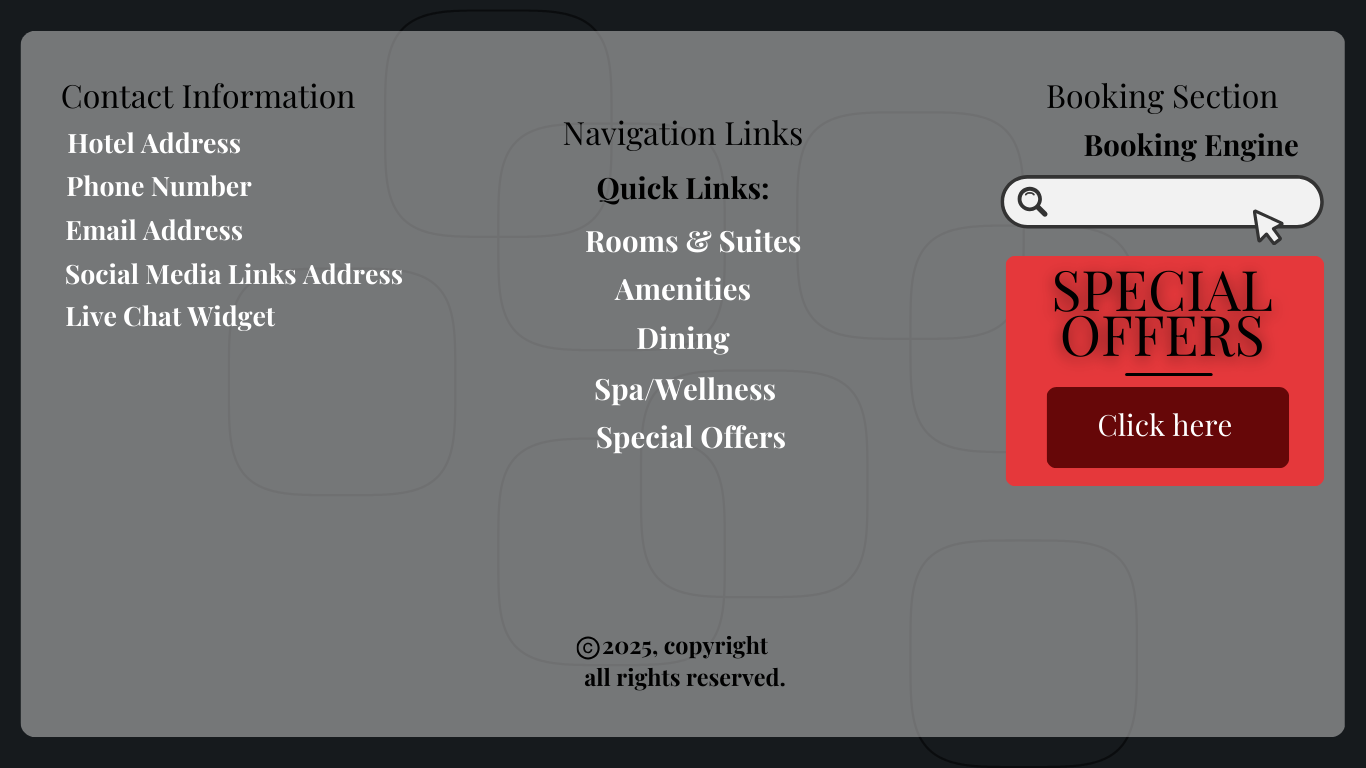 Contact Information
Hotel Address
Phone Number
Email Address
Social Media Links Address
Live Chat Widget
Navigation Links
Quick Links:
Rooms & Suites
Amenities
Dining
Spa/Wellness
Special Offers
Booking Section
Booking Engine
SPECIAL
OFFERS
Click here
©2025, copyright
all rights reserved.